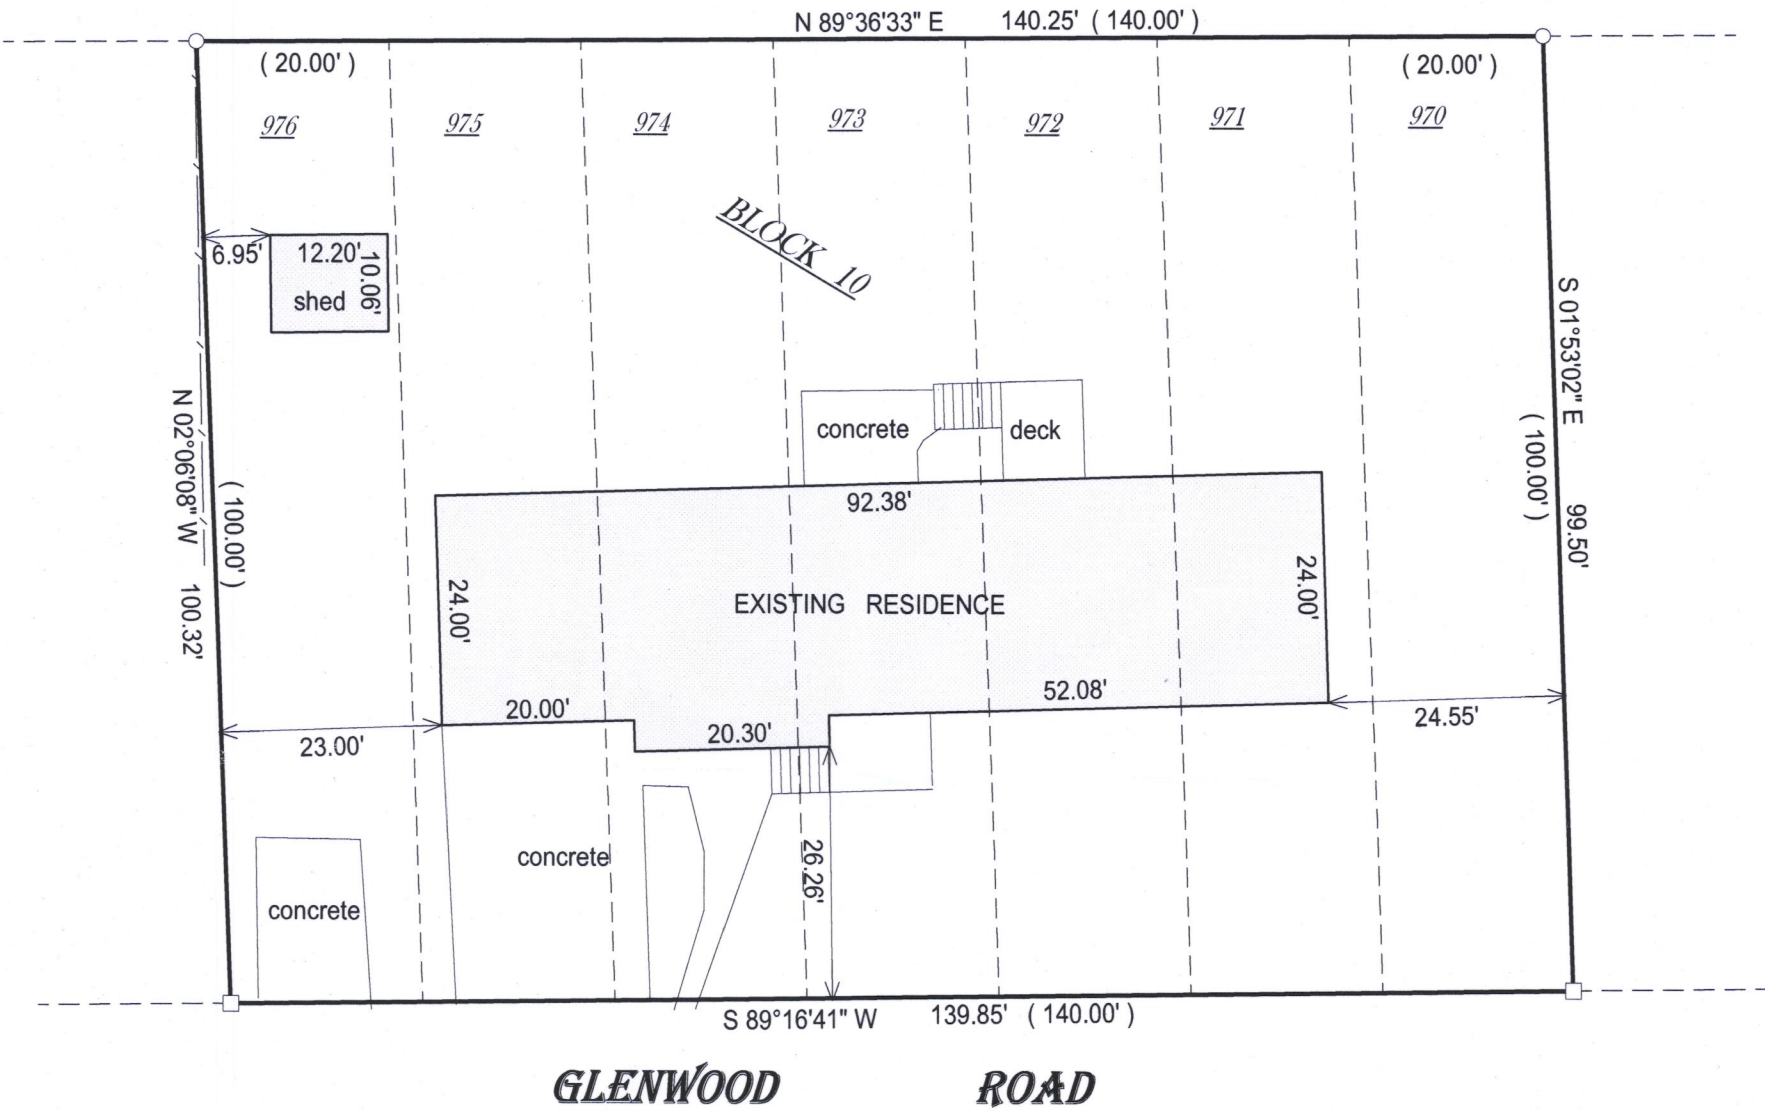 N 89°36'33" E 140.25' ( 140.00' )
( 20.00' )
( 20.00' )
976
975
974
973
972
971
970
BLOCK 10
6.95'
12.20'
10.06'
shed
S 01°53'02" E 99.50'
( 100.00' )
N 02°06'08" W 100.32'
( 100.00' )
concrete
deck
92.38'
24.00'
24.00'
EXISTING RESIDENCE
20.00'
20.30'
52.08'
23.00'
24.55'
26.26'
concrete
concrete
S 89°16'41" W 139.85' ( 140.00' )
GLENWOOD ROAD